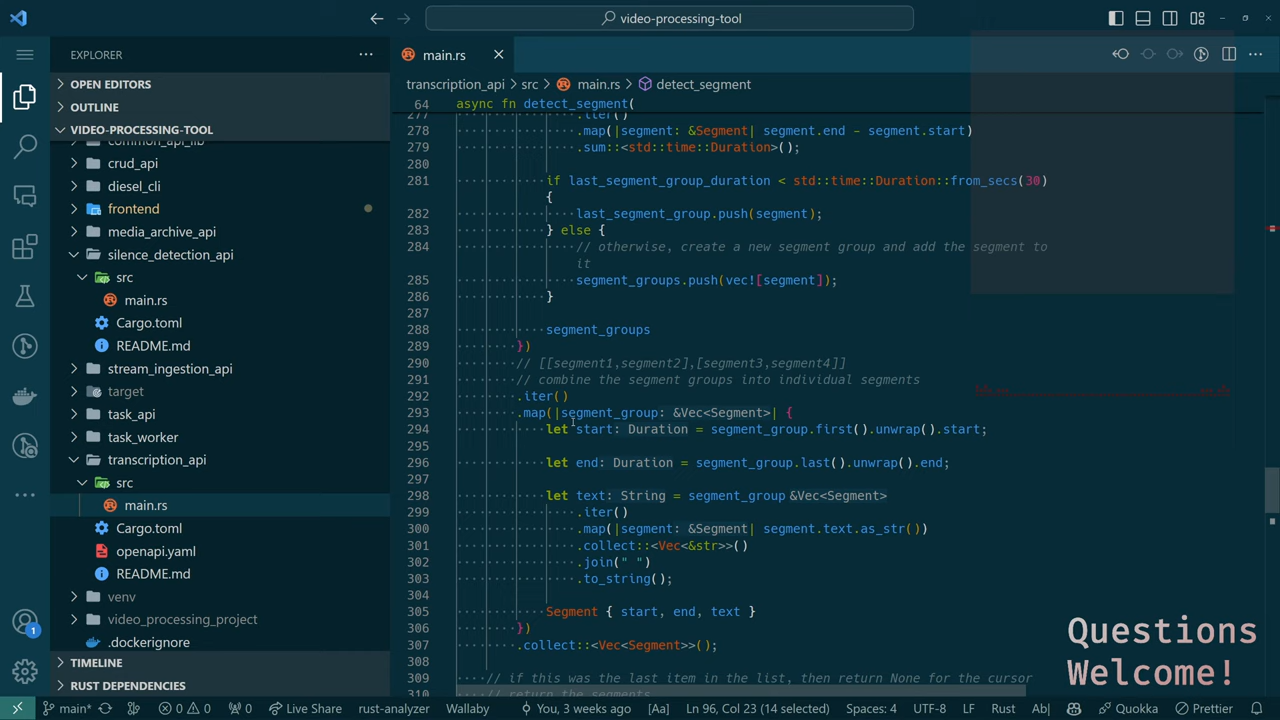 video-processing-tool
EXPLORER
main.rs
OPEN EDITORS
OUTLINE
VIDEO-PROCESSING-TOOL
common_api_lib
crud_api
diesel_cli
frontend
media_archive_api
silence_detection_api
src
main.rs
Cargo.toml
README.md
stream_ingestion_api
target
task_api
task_worker
transcription_api
src
main.rs
Cargo.toml
openapi.yaml
README.md
venv
video_processing_project
.dockerignore
TIMELINE
RUST DEPENDENCIES
1
transcription_api > src > main.rs > detect_segment
64 async fn detect_segment(
277 .iter()
278 .map(|segment: &Segment| segment.end - segment.start)
279 .sum::<std::time::Duration>();
280
281 if last_segment_group_duration < std::time::Duration::from_secs(30)
{
282 last_segment_group.push(segment);
283 } else {
284 // otherwise, create a new segment group and add the segment to
it
285 segment_groups.push(vec![segment]);
286 }
287
288 segment_groups
289 })
290 // [[segment1,segment2],[segment3,segment4]]
291 // combine the segment groups into individual segments
292 .iter()
293 .map(|segment_group: &Vec<Segment>| {
294 let start: Duration = segment_group.first().unwrap().start;
295
296 let end: Duration = segment_group.last().unwrap().end;
297
298 let text: String = segment_group &Vec<Segment>
299 .iter()
300 .map(|segment: &Segment| segment.text.as_str())
301 .collect::<Vec<&str>>()
302 .join(" ")
303 .to_string();
304
305 Segment { start, end, text }
306 })
307 .collect::<Vec<Segment>>();
308
309 // if this was the last item in the list, then return None for the cursor
310 // return the segments
Questions
Welcome!
main* 0 0 0 Live Share rust-analyzer Wallaby You, 3 weeks ago [Aa] Ln 96, Col 23 (14 selected) Spaces: 4 UTF-8 LF Rust Ab| Quokka Prettier